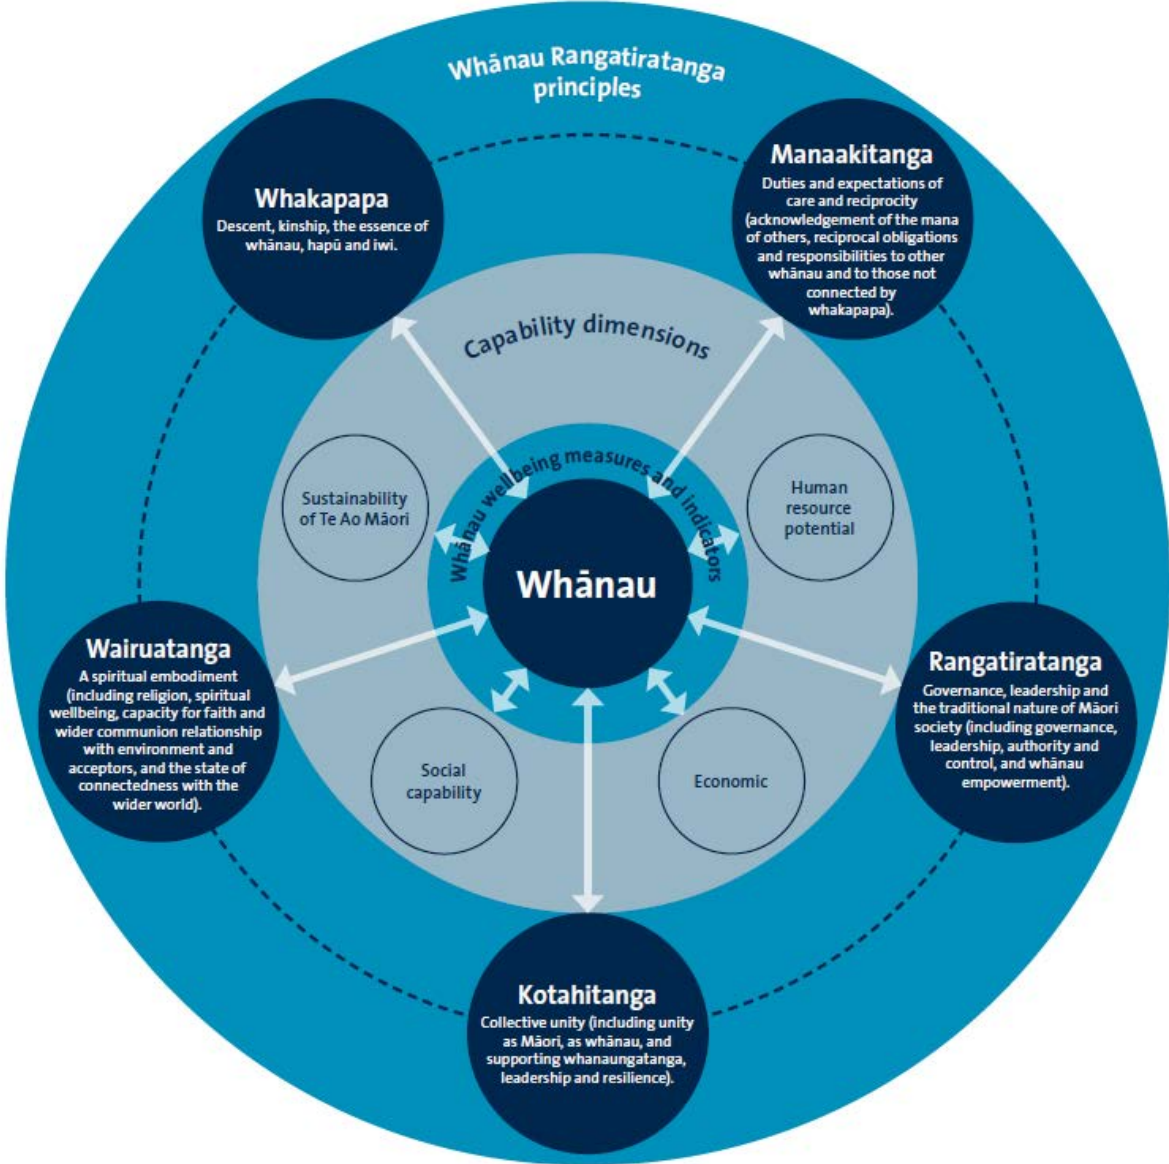 Whānau Rangatiratanga
principles
Whakapapa
Descent, kinship, the essence of
whānau, hapū and iwi.
Manaakitanga
Duties and expectations of
care and reciprocity
(acknowledgement of the mana
of others, reciprocal obligations
and responsibilities to other
whānau and to those not
connected by
whakapapa).
Capability dimensions
Sustainability
of Te Ao Māori
Human
resource
potential
Whānau wellbeing measures and indicators
Whānau
Wairuatanga
A spiritual embodiment
(including religion, spiritual
wellbeing, capacity for faith and
wider communion relationship
with environment and
acceptors, and the state of
connectedness with the
wider world).
Rangatiratanga
Governance, leadership and
the traditional nature of Māori
society (including governance,
leadership, authority and
control, and whānau
empowerment).
Social
capability
Economic
Kotahitanga
Collective unity (including unity
as Māori, as whānau, and
supporting whanaungatanga,
leadership and resilience).